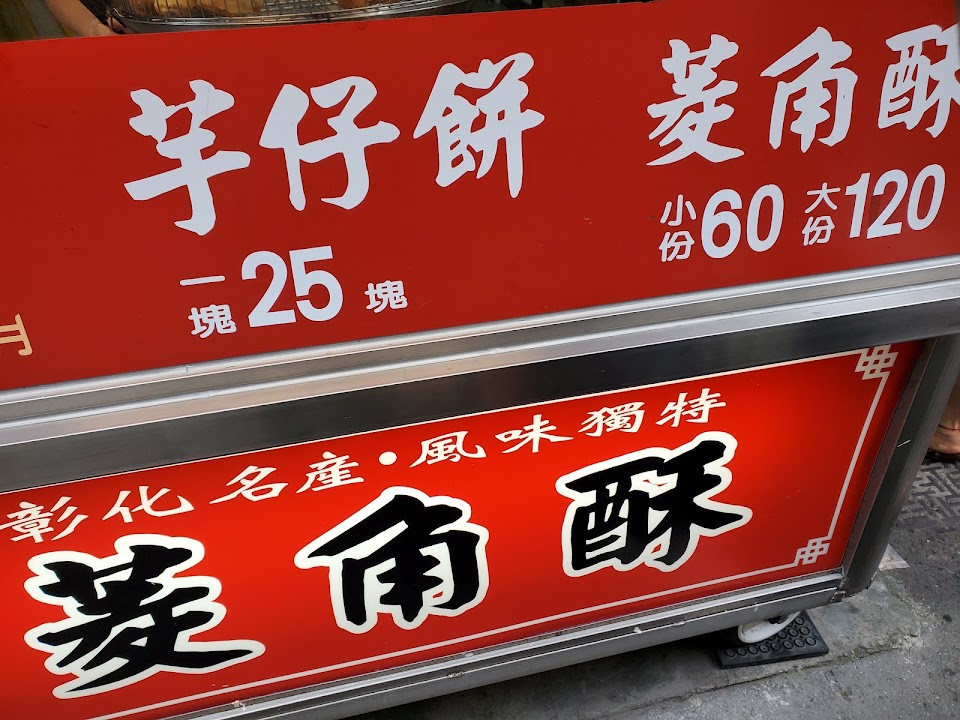 芋仔餅 菱角酥
一塊25塊 小份60 大份120
彰化名產・風味獨特
菱角酥